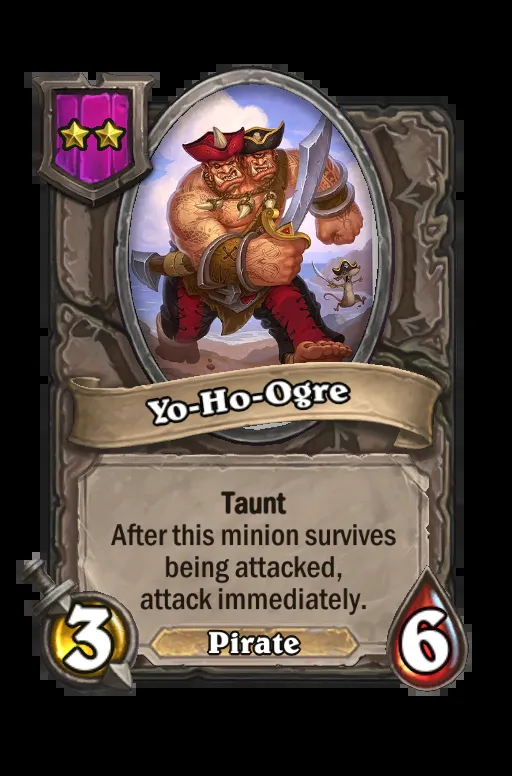 Yo-Ho-Ogre
Taunt
After this minion survives
being attacked,
attack immediately.
3
Pirate
6